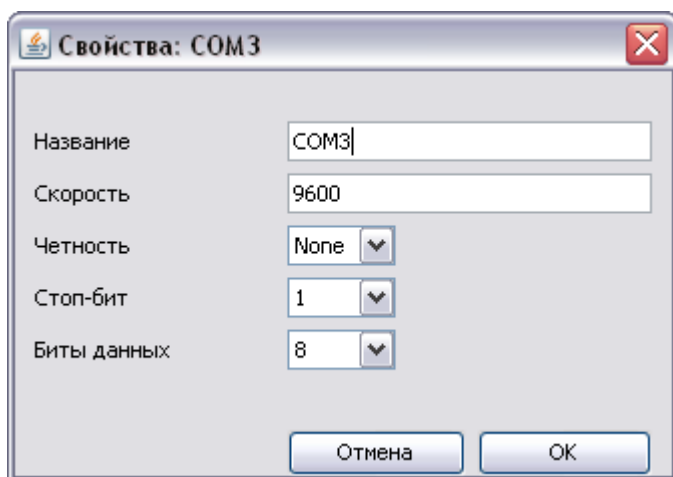 Свойства: COM3
Название COM3
Скорость 9600
Четность None
Стоп-бит 1
Биты данных 8
Отмена OK